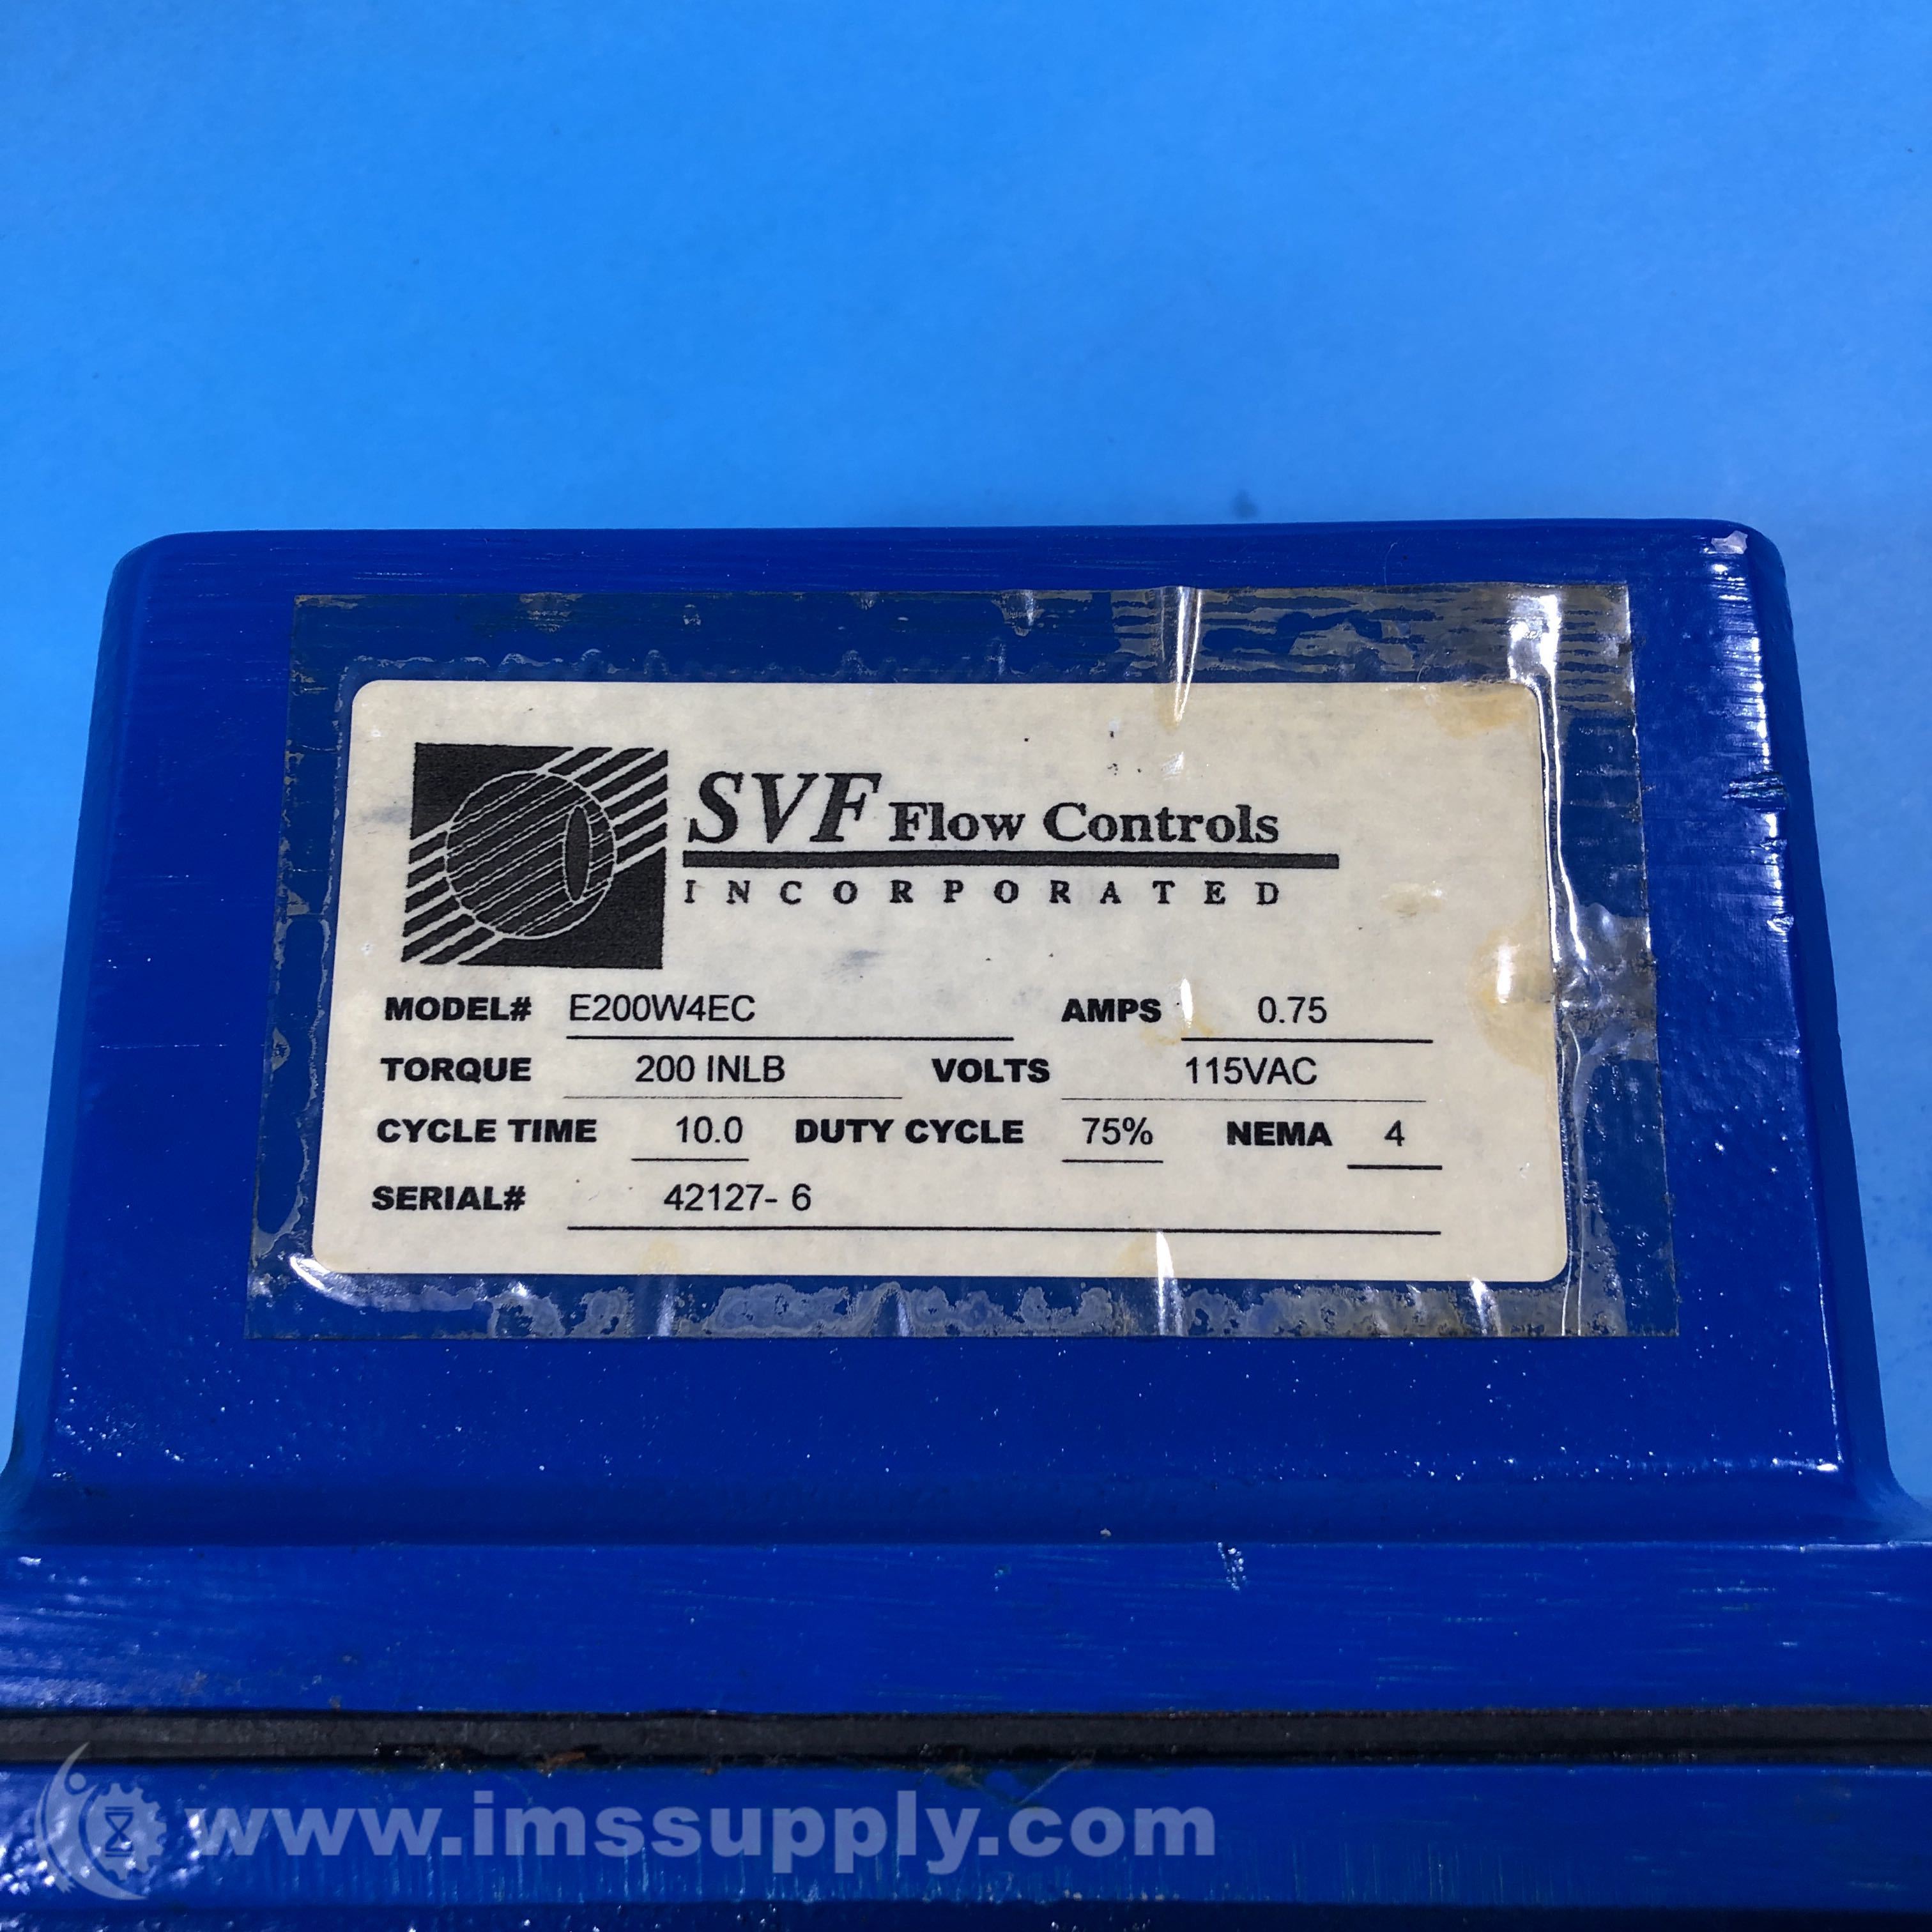 SVF Flow Controls
INCORPORATED
MODEL# E200W4EC AMPS 0.75
TORQUE 200 INLB VOLTS 115VAC
CYCLE TIME 10.0 DUTY CYCLE 75% NEMA 4
SERIAL# 42127- 6
www.imssupply.com